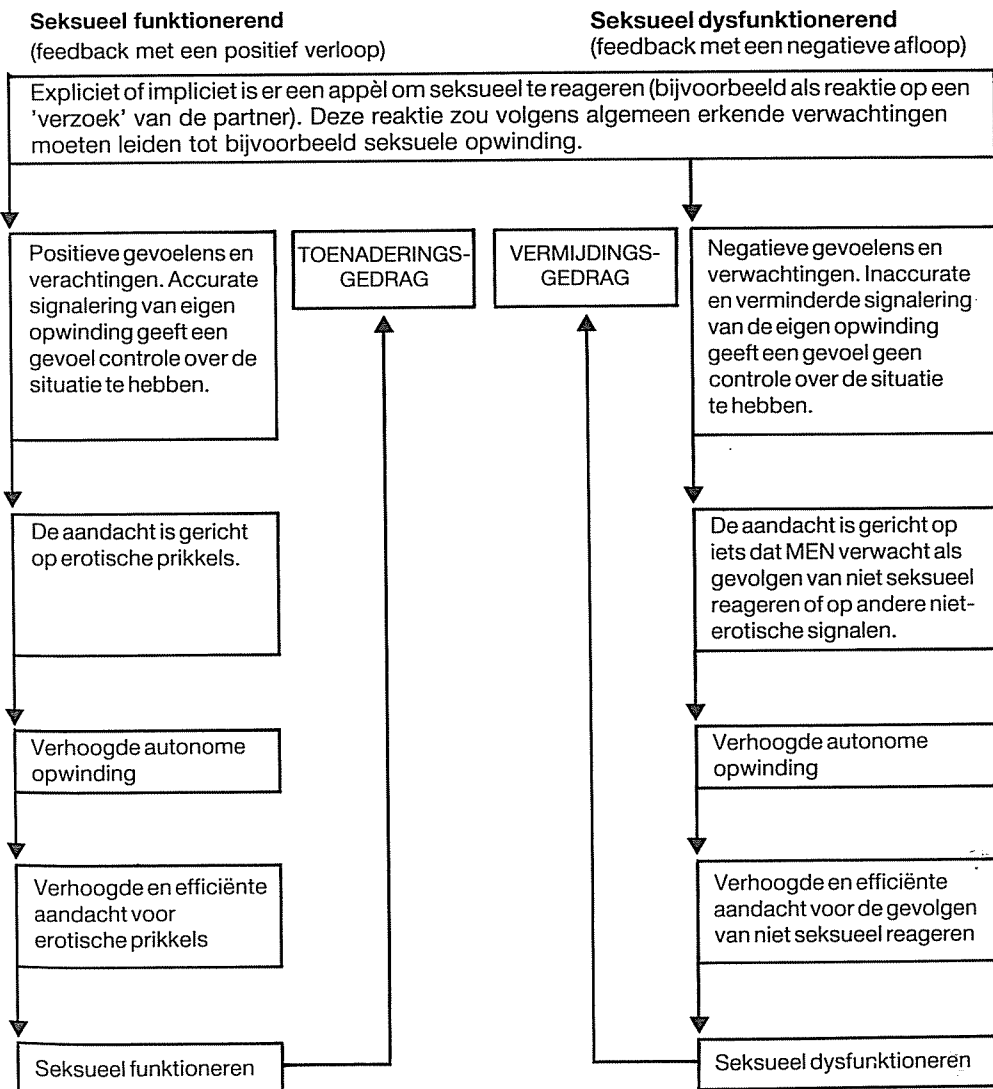 Seksueel funktionerend
(feedback met een positief verloop)
Seksueel dysfunktionerend
(feedback met een negatieve afloop)
Expliciet of impliciet is er een appèl om seksueel te reageren (bijvoorbeeld als reaktie op een
'verzoek' van de partner). Deze reaktie zou volgens algemeen erkende verwachtingen
moeten leiden tot bijvoorbeeld seksuele opwinding.
Positieve gevoelens en
verachtingen. Accurate
signalering van eigen
opwinding geeft een
gevoel controle over de
situatie te hebben.
TOENADERINGS-
GEDRAG
VERMIJDINGS-
GEDRAG
Negatieve gevoelens en
verwachtingen. Inaccurate
en verminderde signalering
van de eigen opwinding
geeft een gevoel geen
controle over de situatie
te hebben.
De aandacht is gericht
op erotische prikkels.
De aandacht is gericht op
iets dat MEN verwacht als
gevolgen van niet seksueel
reageren of op andere niet-
erotische signalen.
Verhoogde autonome
opwinding
Verhoogde autonome
opwinding
Verhoogde en efficiënte
aandacht voor
erotische prikkels
Verhoogde en efficiënte
aandacht voor de gevolgen
van niet seksueel reageren
Seksueel funktioneren
Seksueel dysfunktioneren